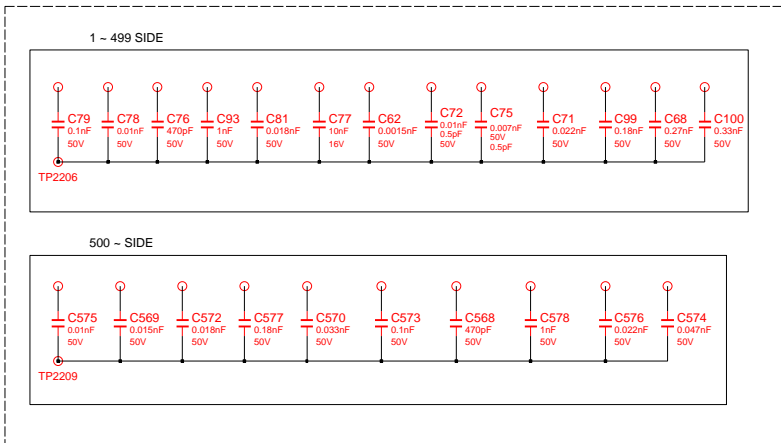 1 ~ 499 SIDE
C79
0.1nF
50V
C78
0.01nF
50V
C76
470pF
50V
C93
1nF
50V
C81
0.018nF
50V
C77
10nF
16V
C62
0.0015nF
50V
C72
0.01nF
0.5pF
50V
C75
0.007nF
50V
0.5pF
C71
0.022nF
50V
C99
0.18nF
50V
C68
0.27nF
50V
C100
0.33nF
50V
TP2206
500 ~ SIDE
C575
0.01nF
50V
C569
0.015nF
50V
C572
0.018nF
50V
C577
0.18nF
50V
C570
0.033nF
50V
C573
0.1nF
50V
C568
470pF
50V
C578
1nF
50V
C576
0.022nF
50V
C574
0.047nF
50V
TP2209